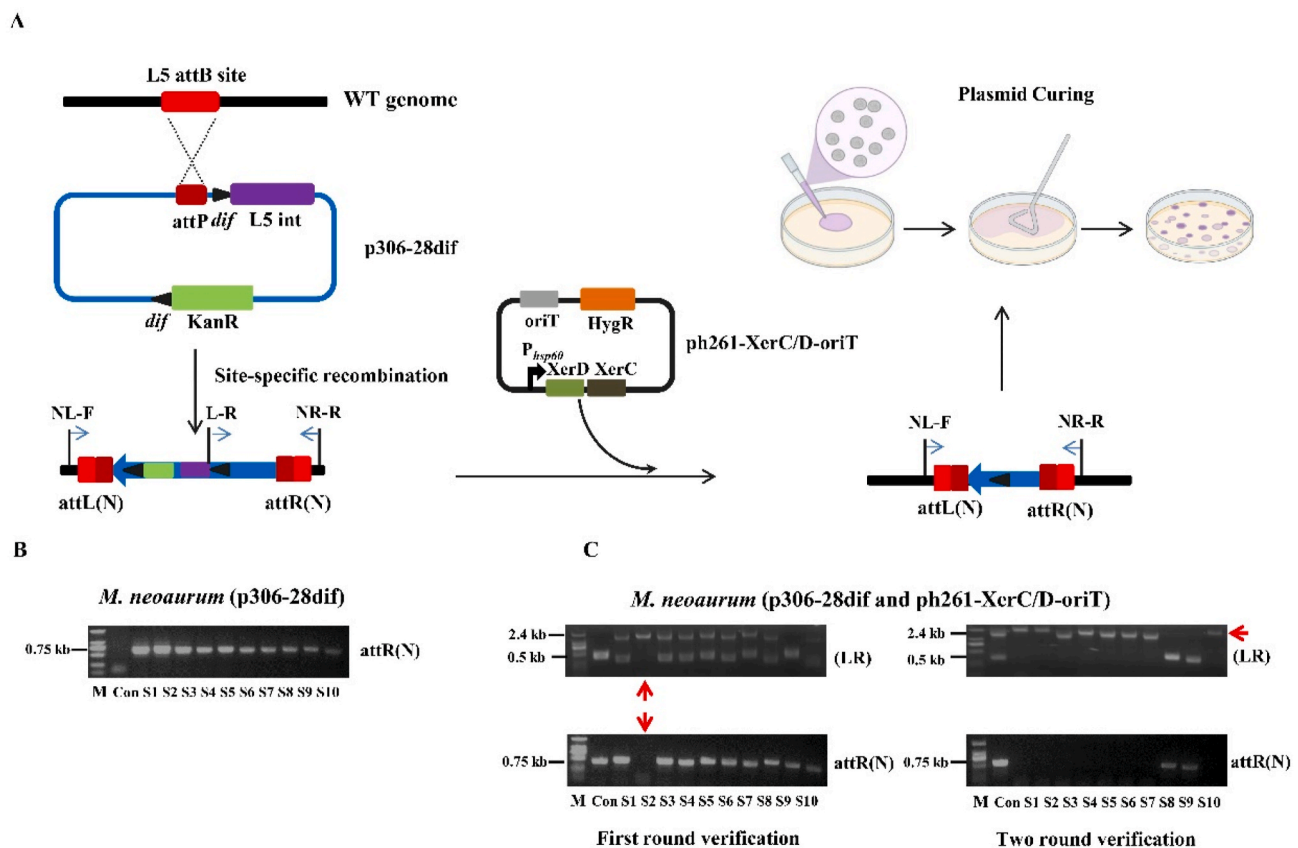 A
L5 attB site
WT genome
attP dif L5 int
p306-28dif
dif KanR
Site-specific recombination
NL-F L-R NR-R
attL(N) attR(N)
oriT HygR
Phsp60
XerD XerC
ph261-XerC/D-oriT
Plasmid Curing
NL-F NR-R
attL(N) attR(N)
B
M. neoaurum (p306-28dif)
0.75 kb attR(N)
M Con S1 S2 S3 S4 S5 S6 S7 S8 S9 S10
C
M. neoaurum (p306-28dif and ph261-XerC/D-oriT)
2.4 kb
0.5 kb (LR)
0.75 kb attR(N)
M Con S1 S2 S3 S4 S5 S6 S7 S8 S9 S10
First round verification
2.4 kb
0.5 kb (LR)
0.75 kb attR(N)
M Con S1 S2 S3 S4 S5 S6 S7 S8 S9 S10
Two round verification